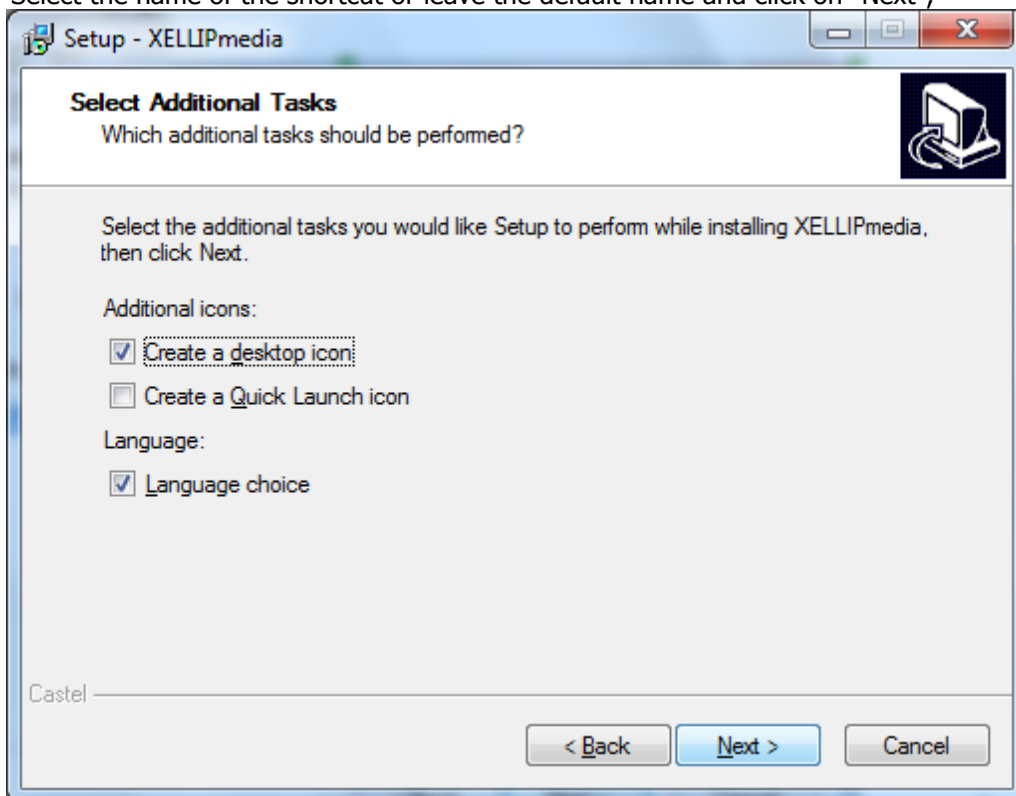 Select the name of the shortcut or leave the default name and click on "Next",
Setup - XELLIPmedia
Select Additional Tasks
Which additional tasks should be performed?
Select the additional tasks you would like Setup to perform while installing XELLIPmedia,
then click Next.
Additional icons:
Create a desktop icon
Create a Quick Launch icon
Language:
Language choice
Castel
< Back Next > Cancel